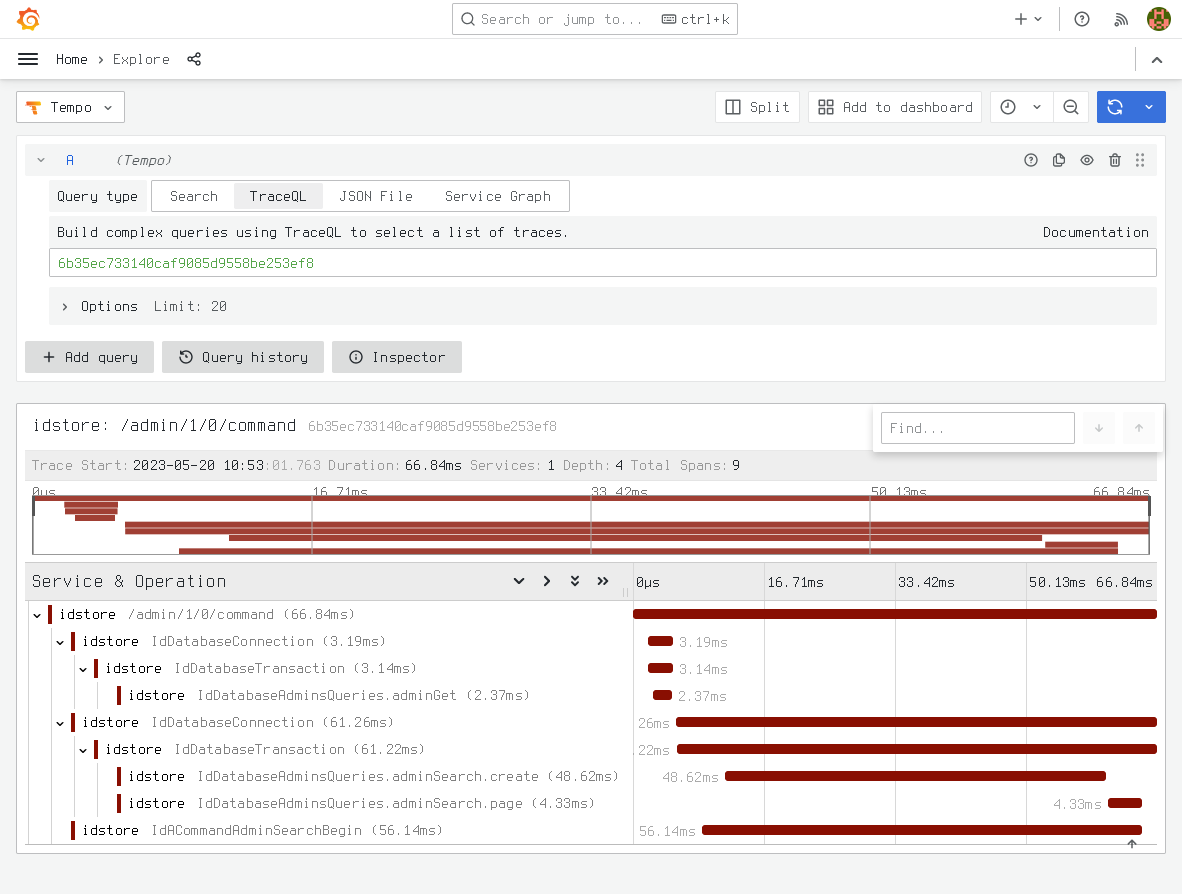 Search or jump to... ctrl+k
Home › Explore
Tempo Split Add to dashboard
A (Tempo)
Query type Search TraceQL JSON File Service Graph
Build complex queries using TraceQL to select a list of traces. Documentation
6b35ec733140caf9085d9558be253ef8
Options Limit: 20
+ Add query Query history Inspector
idstore: /admin/1/0/command 6b35ec733140caf9085d9558be253ef8 Find...
Trace Start: 2023-05-20 10:53:01.763 Duration: 66.84ms Services: 1 Depth: 4 Total Spans: 9
0μs 16.71ms 33.42ms 50.13ms 66.84ms
Service & Operation 0μs 16.71ms 33.42ms 50.13ms 66.84ms
idstore /admin/1/0/command (66.84ms)
idstore IdDatabaseConnection (3.19ms) 3.19ms
idstore IdDatabaseTransaction (3.14ms) 3.14ms
idstore IdDatabaseAdminsQueries.adminGet (2.37ms) 2.37ms
idstore IdDatabaseConnection (61.26ms) 26ms
idstore IdDatabaseTransaction (61.22ms) .22ms
idstore IdDatabaseAdminsQueries.adminSearch.create (48.62ms) 48.62ms
idstore IdDatabaseAdminsQueries.adminSearch.page (4.33ms) 4.33ms
idstore IdACommandAdminSearchBegin (56.14ms) 56.14ms